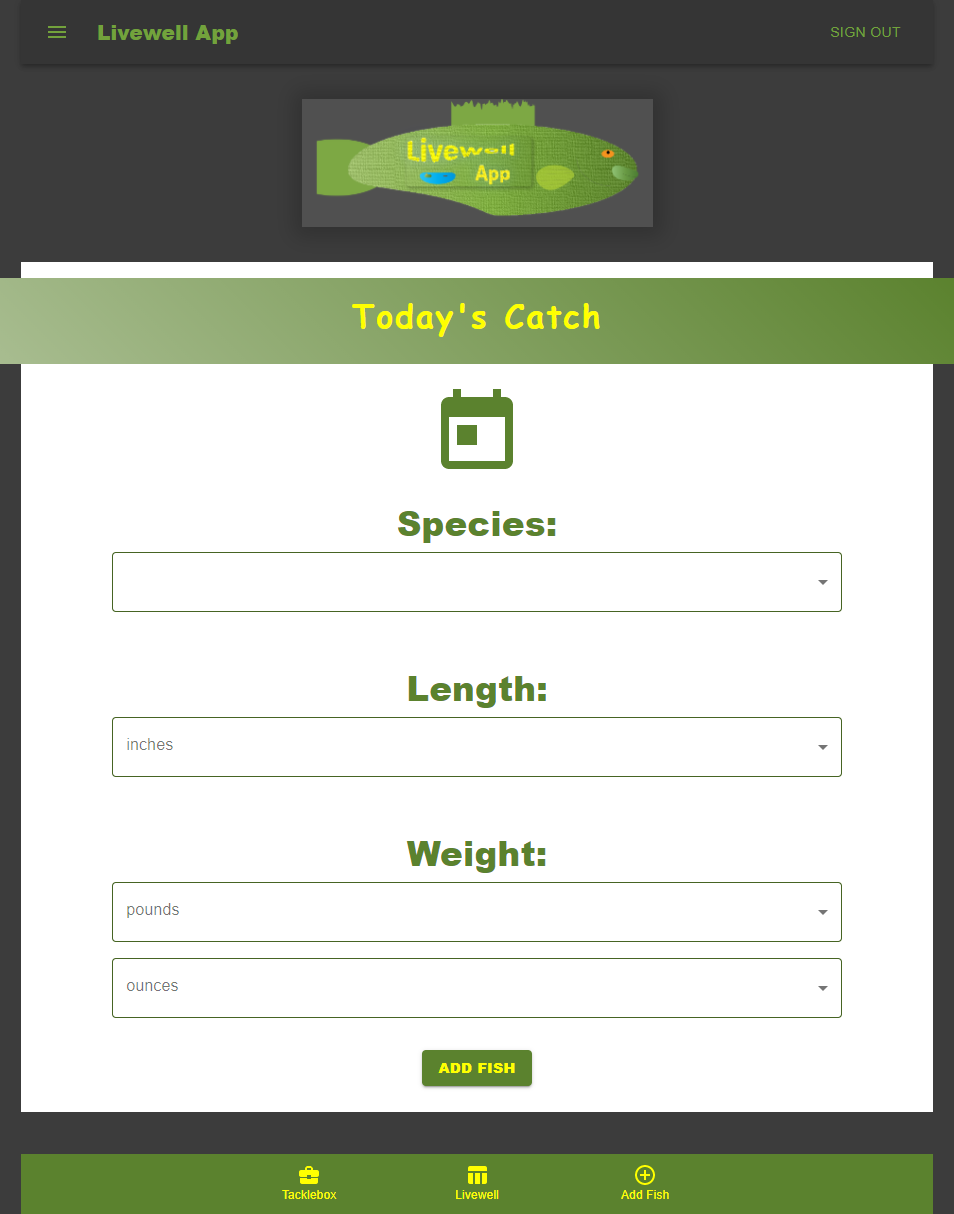 Livewell App
SIGN OUT
Livewell
App
Today's Catch
Species:
Length:
inches
Weight:
pounds
ounces
ADD FISH
Tacklebox
Livewell
Add Fish